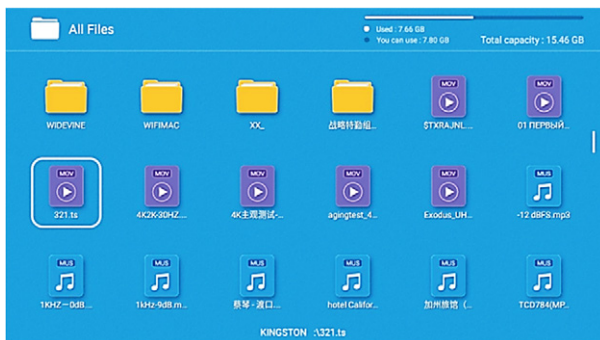 All Files
Used : 7.66 GB
You can use : 7.80 GB
Total capacity : 15.46 GB
MOV
MOV
WIDEVINE
WIFIMAC
XX_
战略特勤组...
$TXRAJNL....
01 ПЕРВЫЙ...
MOV
MOV
MOV
MOV
MOV
MUS
321.ts
4K2K-30HZ....
4K主观测试-...
agingtest_4...
Exodus_UH...
-12 dBFS.mp3
MUS
MUS
MUS
MUS
MUS
MUS
1KHZ—0dB....
1kHz-9dB.m...
蔡琴 - 渡口....
hotel Califor...
加州旅馆（...
TCD784(MP...
KINGSTON :\321.ts